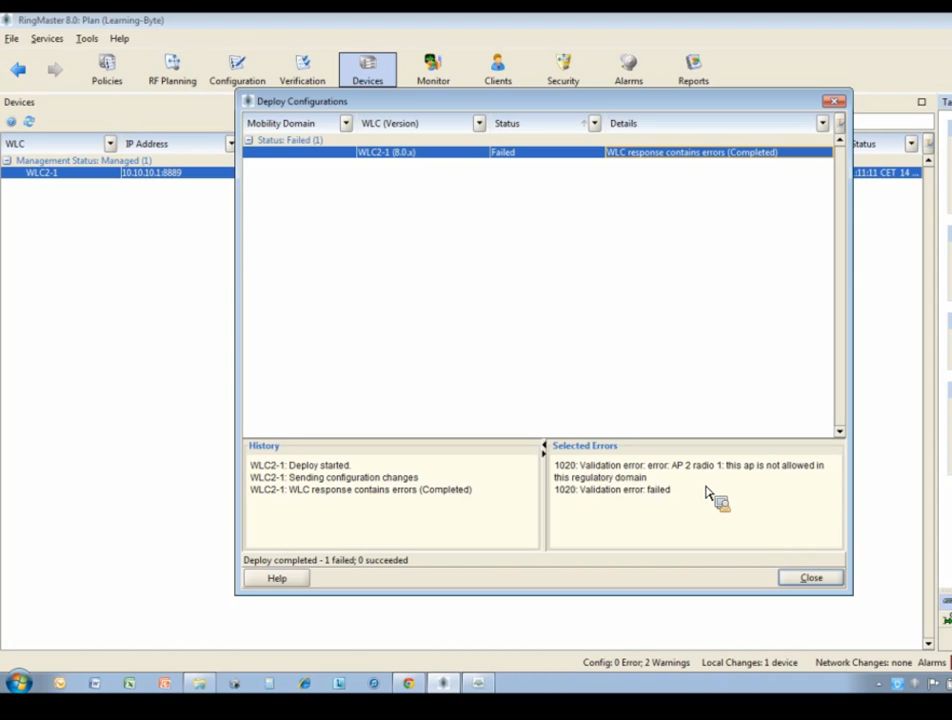 RingMaster 8.0: Plan (Learning-Byte)
File Services Tools Help
Policies RF Planning Configuration Verification Devices Monitor Clients Security Alarms Reports
Devices
Deploy Configurations
Ta
WLC IP Address
Mobility Domain WLC (Version) Status Details
Status
Management Status: Managed (1)
Status: Failed (1)
WLC2-1 (8.0.x) Failed WLC response contains errors (Completed)
WLC2-1 10.10.10.1:8889
:11:11 CET 14 ...
History
WLC2-1: Deploy started.
WLC2-1: Sending configuration changes
WLC2-1: WLC response contains errors (Completed)
Selected Errors
1020: Validation error: error: AP 2 radio 1: this ap is not allowed in
this regulatory domain
1020: Validation error: failed
Deploy completed - 1 failed; 0 succeeded
Help Close
Config: 0 Error; 2 Warnings Local Changes: 1 device Network Changes: none Alarms